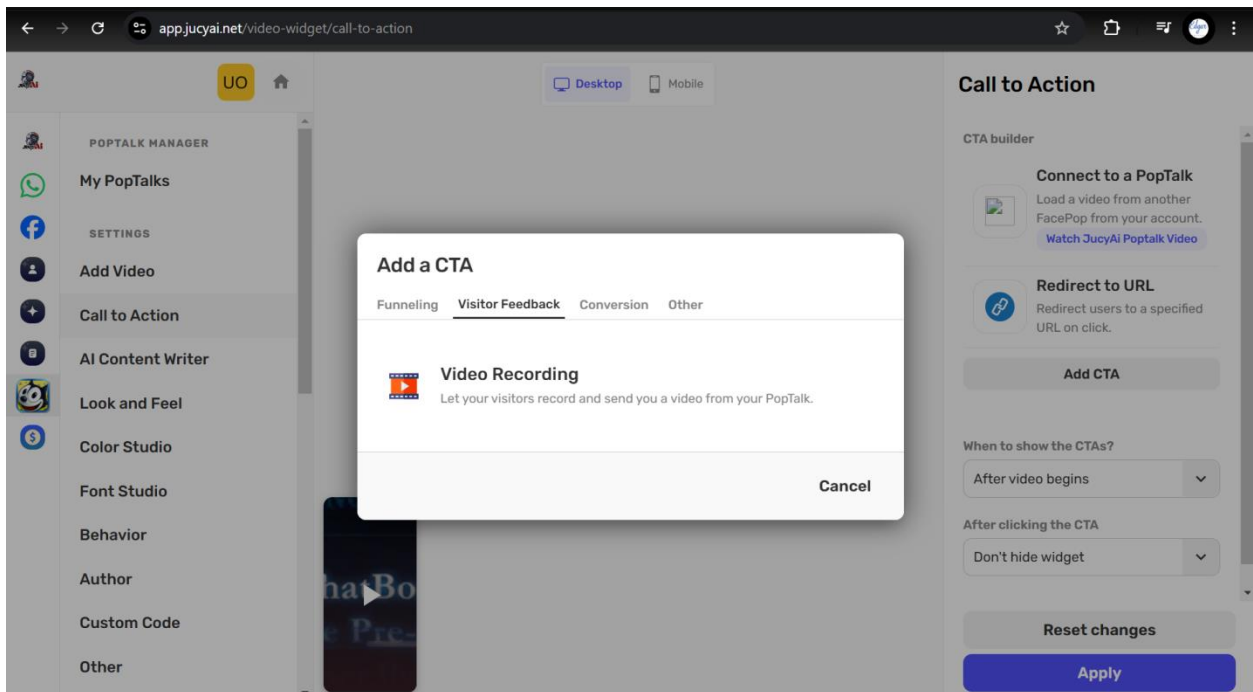 app.jucyai.net/video-widget/call-to-action
UO
Desktop
Mobile
Call to Action
POPTALK MANAGER
My PopTalks
SETTINGS
Add Video
Call to Action
AI Content Writer
Look and Feel
Color Studio
Font Studio
Behavior
Author
Custom Code
Other
Add a CTA
Funneling Visitor Feedback Conversion Other
Video Recording
Let your visitors record and send you a video from your PopTalk.
Cancel
hatBo
e Pre-
CTA builder
Connect to a PopTalk
Load a video from another
FacePop from your account.
Watch JucyAi Poptalk Video
Redirect to URL
Redirect users to a specified
URL on click.
Add CTA
When to show the CTAs?
After video begins
After clicking the CTA
Don't hide widget
Reset changes
Apply